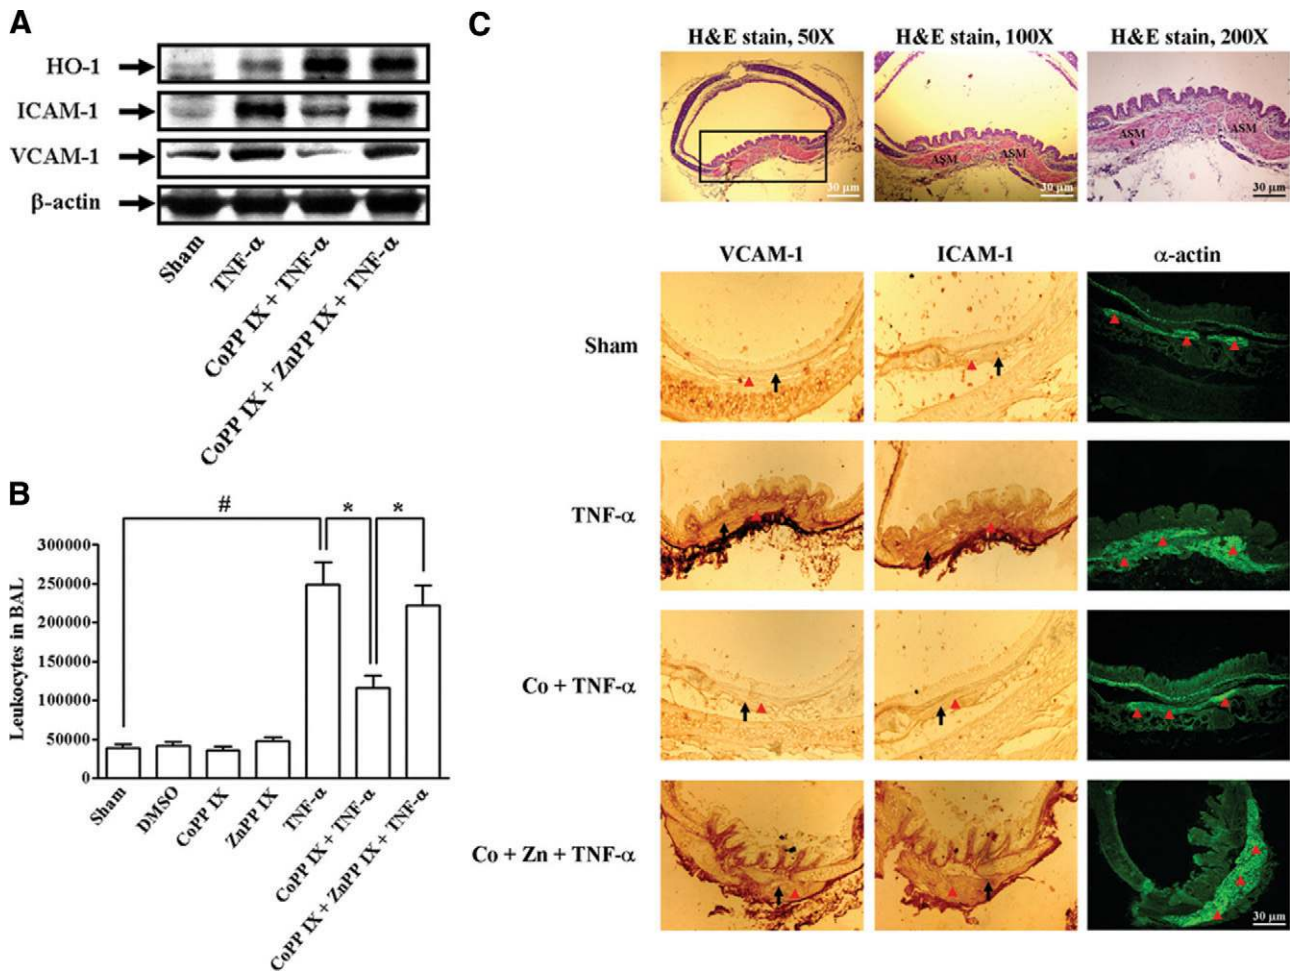 A
HO-1
ICAM-1
VCAM-1
β-actin
Sham
TNF-α
CoPP IX + TNF-α
CoPP IX + ZnPP IX + TNF-α
B
#
*
*
Leukocytes in BAL
300000
250000
200000
150000
100000
50000
0
Sham
DMSO
CoPP IX
ZnPP IX
TNF-α
CoPP IX + TNF-α
CoPP IX + ZnPP IX + TNF-α
C
H&E stain, 50X
H&E stain, 100X
H&E stain, 200X
30 μm
ASM
ASM
30 μm
ASM
ASM
30 μm
VCAM-1
ICAM-1
α-actin
Sham
TNF-α
Co + TNF-α
Co + Zn + TNF-α
30 μm